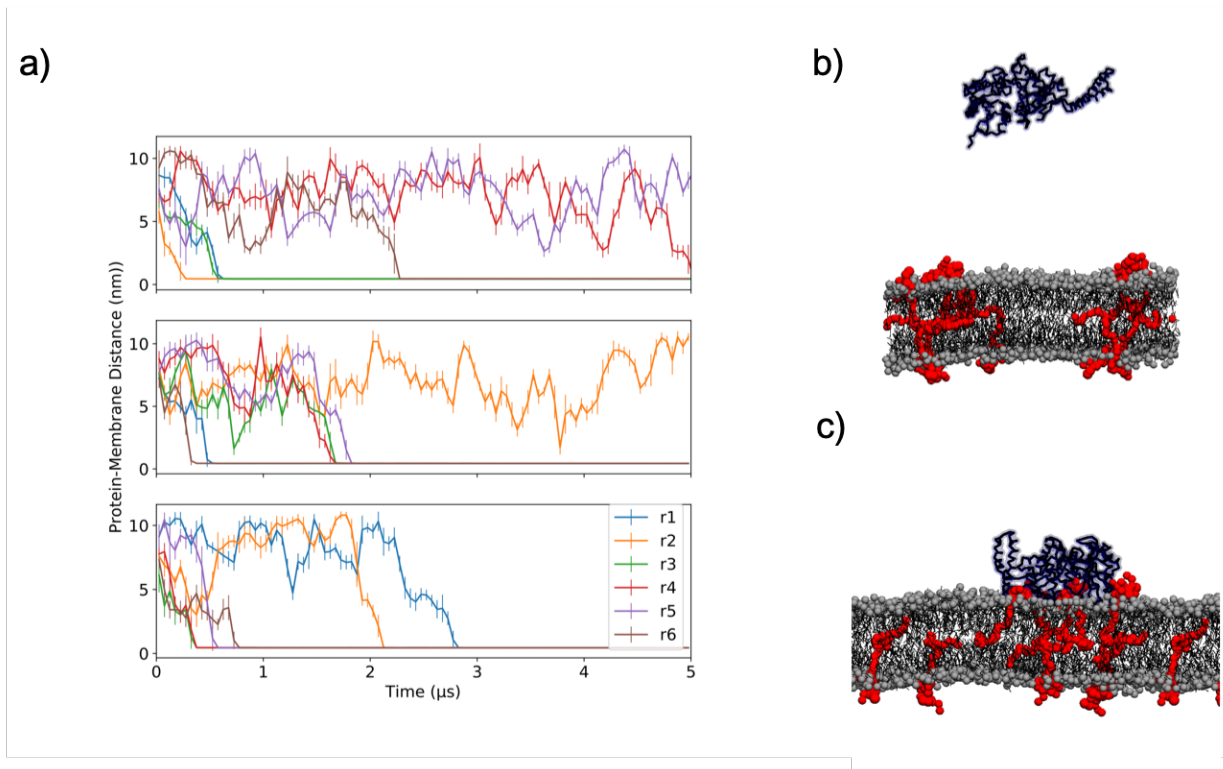 a)
b)
c)
Protein-Membrane Distance (nm))
10
5
0
10
5
0
10
5
0
r1
r2
r3
r4
r5
r6
0 1 2 3 4 5
Time (μs)